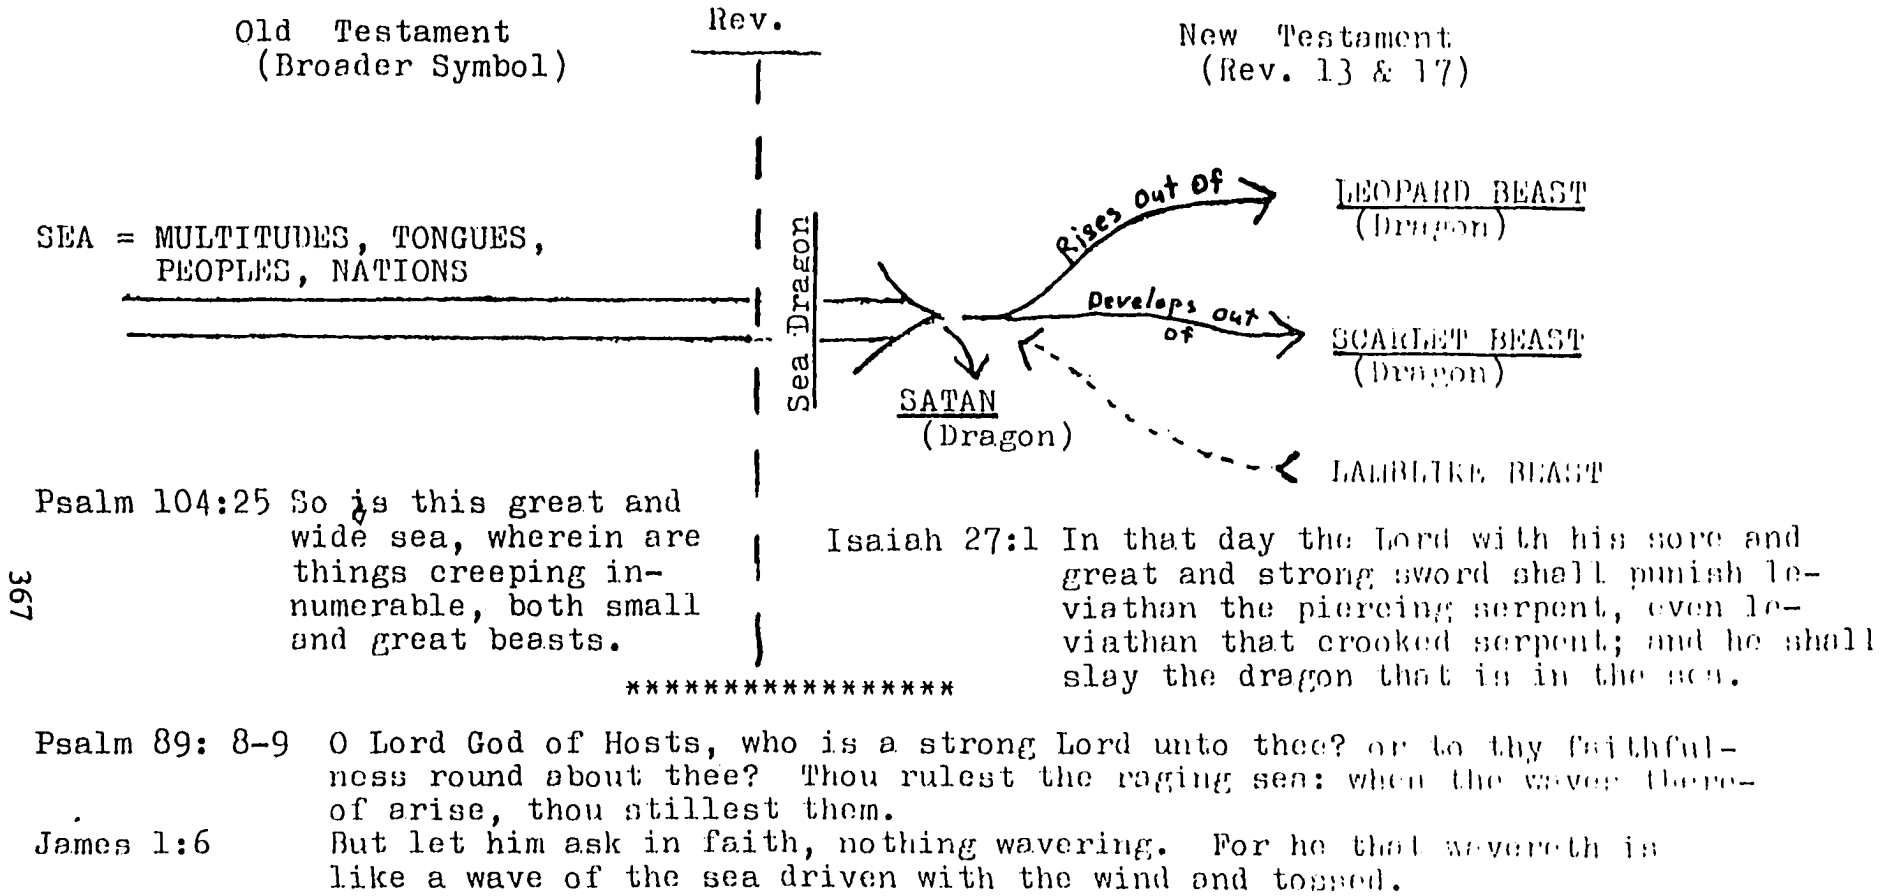 Rev.
Old Testament
(Broader Symbol)
New Testament
(Rev. 13 & 17)
SEA = MULTITUDES, TONGUES,
PEOPLES, NATIONS
Sea Dragon
Rises Out Of
LEOPARD BEAST
(Dragon)
Develops out
of
SCARLET BEAST
(Dragon)
SATAN
(Dragon)
LAMBLIKE BEAST
Psalm 104:25 So is this great and
wide sea, wherein are
things creeping in-
numerable, both small
and great beasts.
Isaiah 27:1 In that day the Lord with his sore and
great and strong sword shall punish le-
viathan the piercing serpent, even le-
viathan that crooked serpent; and he shall
slay the dragon that is in the sea.
367
*****************
Psalm 89: 8-9 O Lord God of Hosts, who is a strong Lord unto thee? or to thy faithful-
ness round about thee? Thou rulest the raging sea: when the waves there-
of arise, thou stillest them.
James 1:6 But let him ask in faith, nothing wavering. For he that wavereth is
like a wave of the sea driven with the wind and tossed.